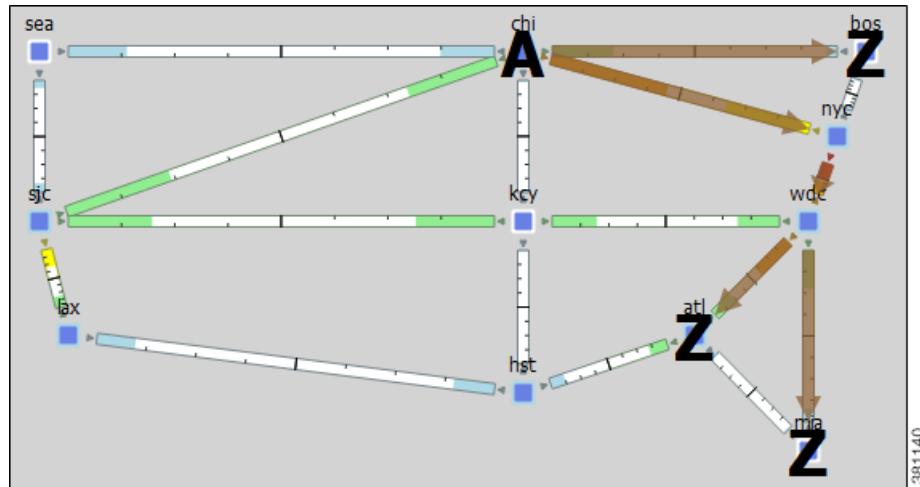 sea
chi
bos
A
Z
nyc
sjc
kcy
wdc
lax
atl
Z
hst
mia
Z
381140